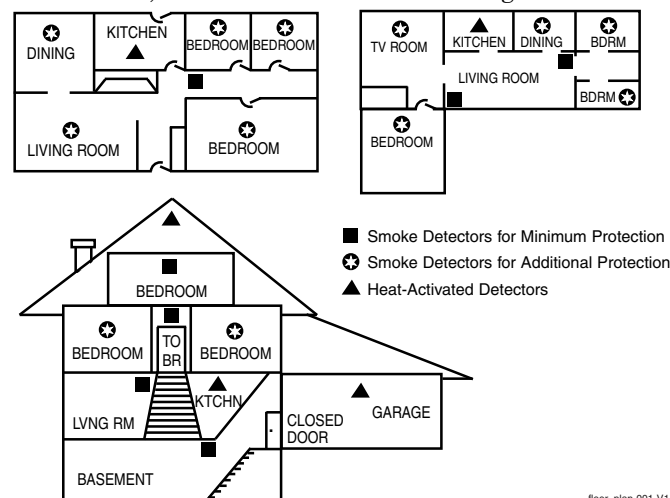 KITCHEN
DINING
BEDROOM
BEDROOM
LIVING ROOM
BEDROOM
TV ROOM
KITCHEN
DINING
BDRM
LIVING ROOM
BDRM
BEDROOM
Smoke Detectors for Minimum Protection
Smoke Detectors for Additional Protection
Heat-Activated Detectors
BEDROOM
BEDROOM
TO
BR
BEDROOM
LVNG RM
KTCHN
CLOSED
DOOR
GARAGE
BASEMENT